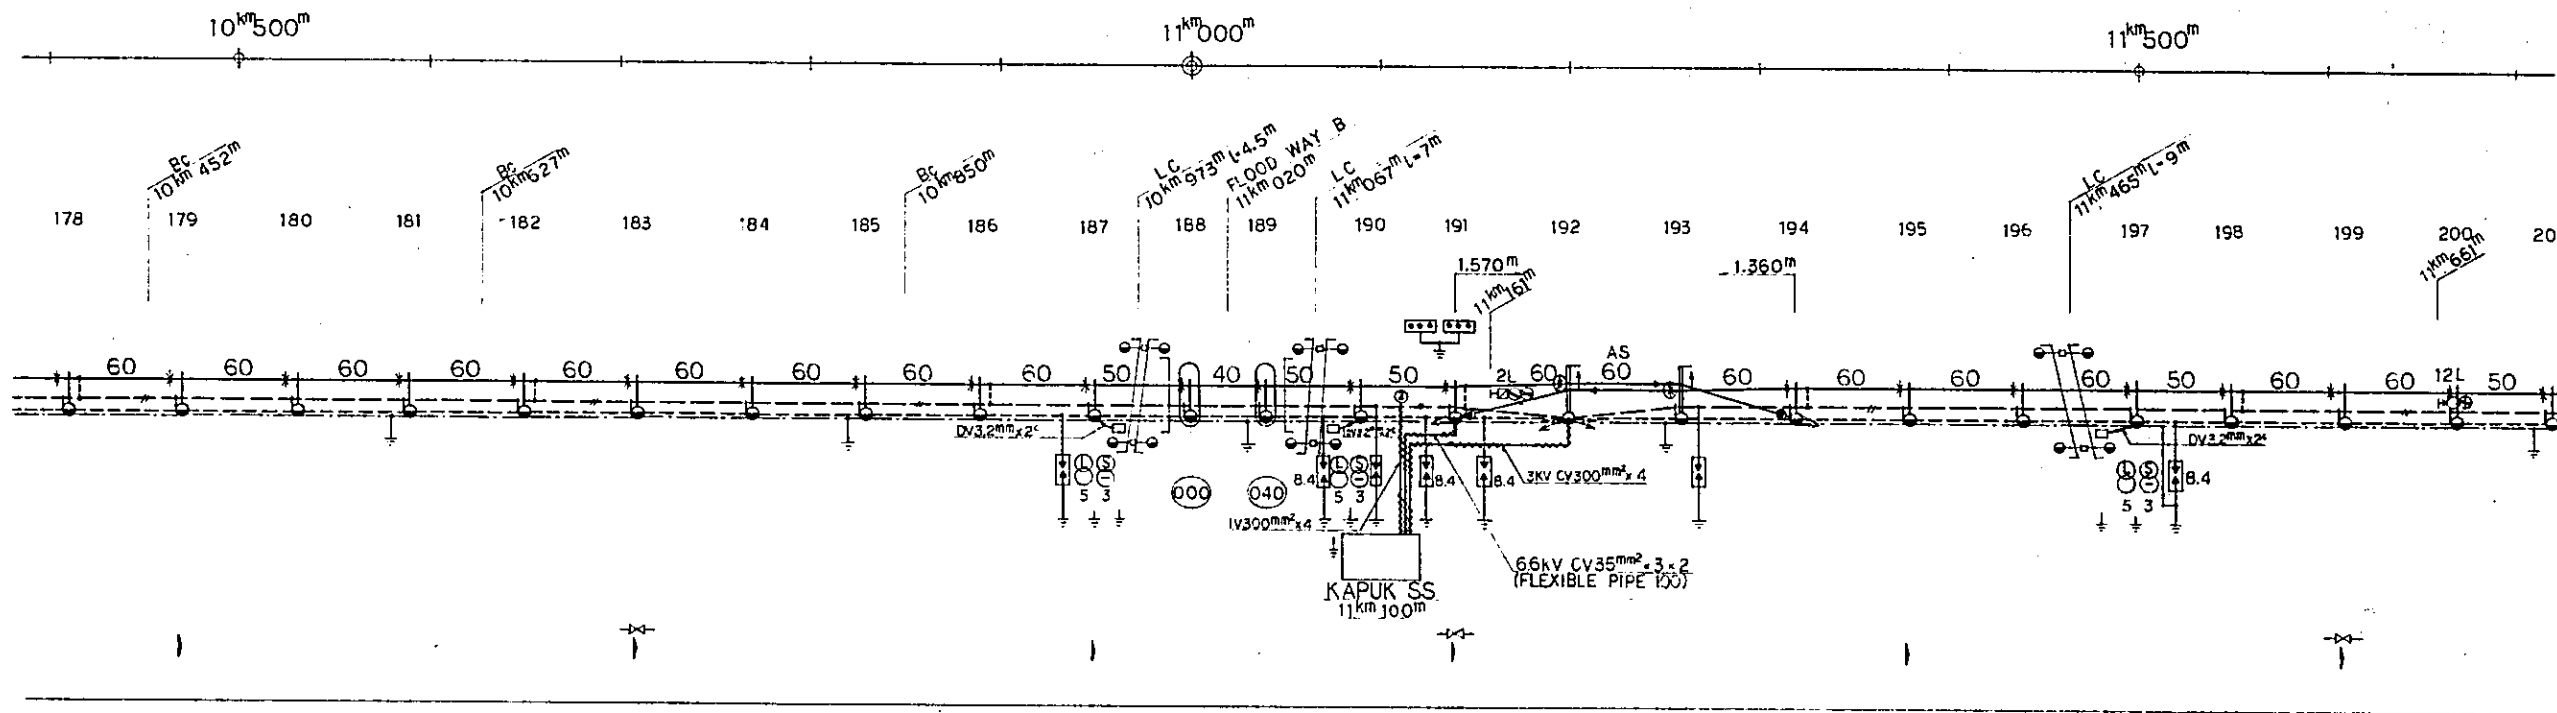 10km500m
11km000m
11km500m
BC
10km 452m
BC
10km627m
BC
10km850m
LC
10km973m l=4.5m
FLOOD WAY B
11km020m
LC
11km067m l=7m
LC
11km465m l=9m
178 179 180 181 182 183 184 185 186 187 188 189 190 191 192 193 194 195 196 197 198 199 200 20
11km661m
1.570m
1.360m
11km161m
60 60 60 60 60 60 60 60 60 50 40 50 50 2L 60 AS 60 60 60 60 60 50 60 60 12L 50
DV3.2mm×2c
DV3.2mm×2c
DV3.2mm×2c
L S
5 3
000
040
8.4
L S
5 3
8.4
8.4
3KV CV300mm²×4
L S
5 3
8.4
1V300mm²×4
6.6kV CV35mm²×3×2
(FLEXIBLE PIPE 100)
KAPUK SS
11km100m